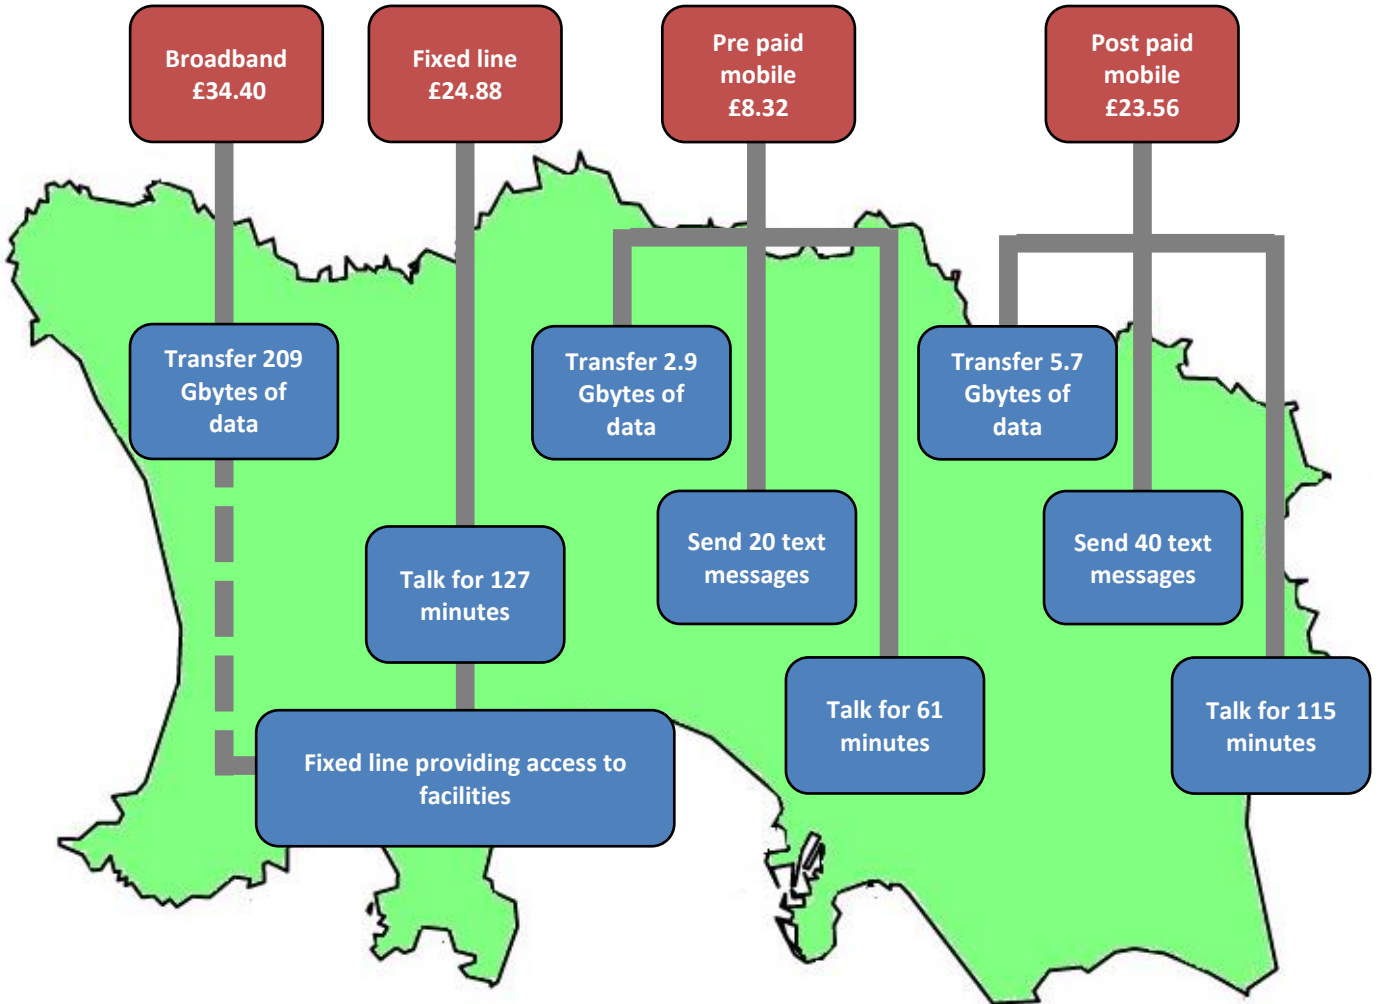 Broadband
£34.40
Fixed line
£24.88
Pre paid
mobile
£8.32
Post paid
mobile
£23.56
Transfer 209
Gbytes of
data
Transfer 2.9
Gbytes of
data
Transfer 5.7
Gbytes of
data
Talk for 127
minutes
Send 20 text
messages
Send 40 text
messages
Talk for 61
minutes
Talk for 115
minutes
Fixed line providing access to
facilities